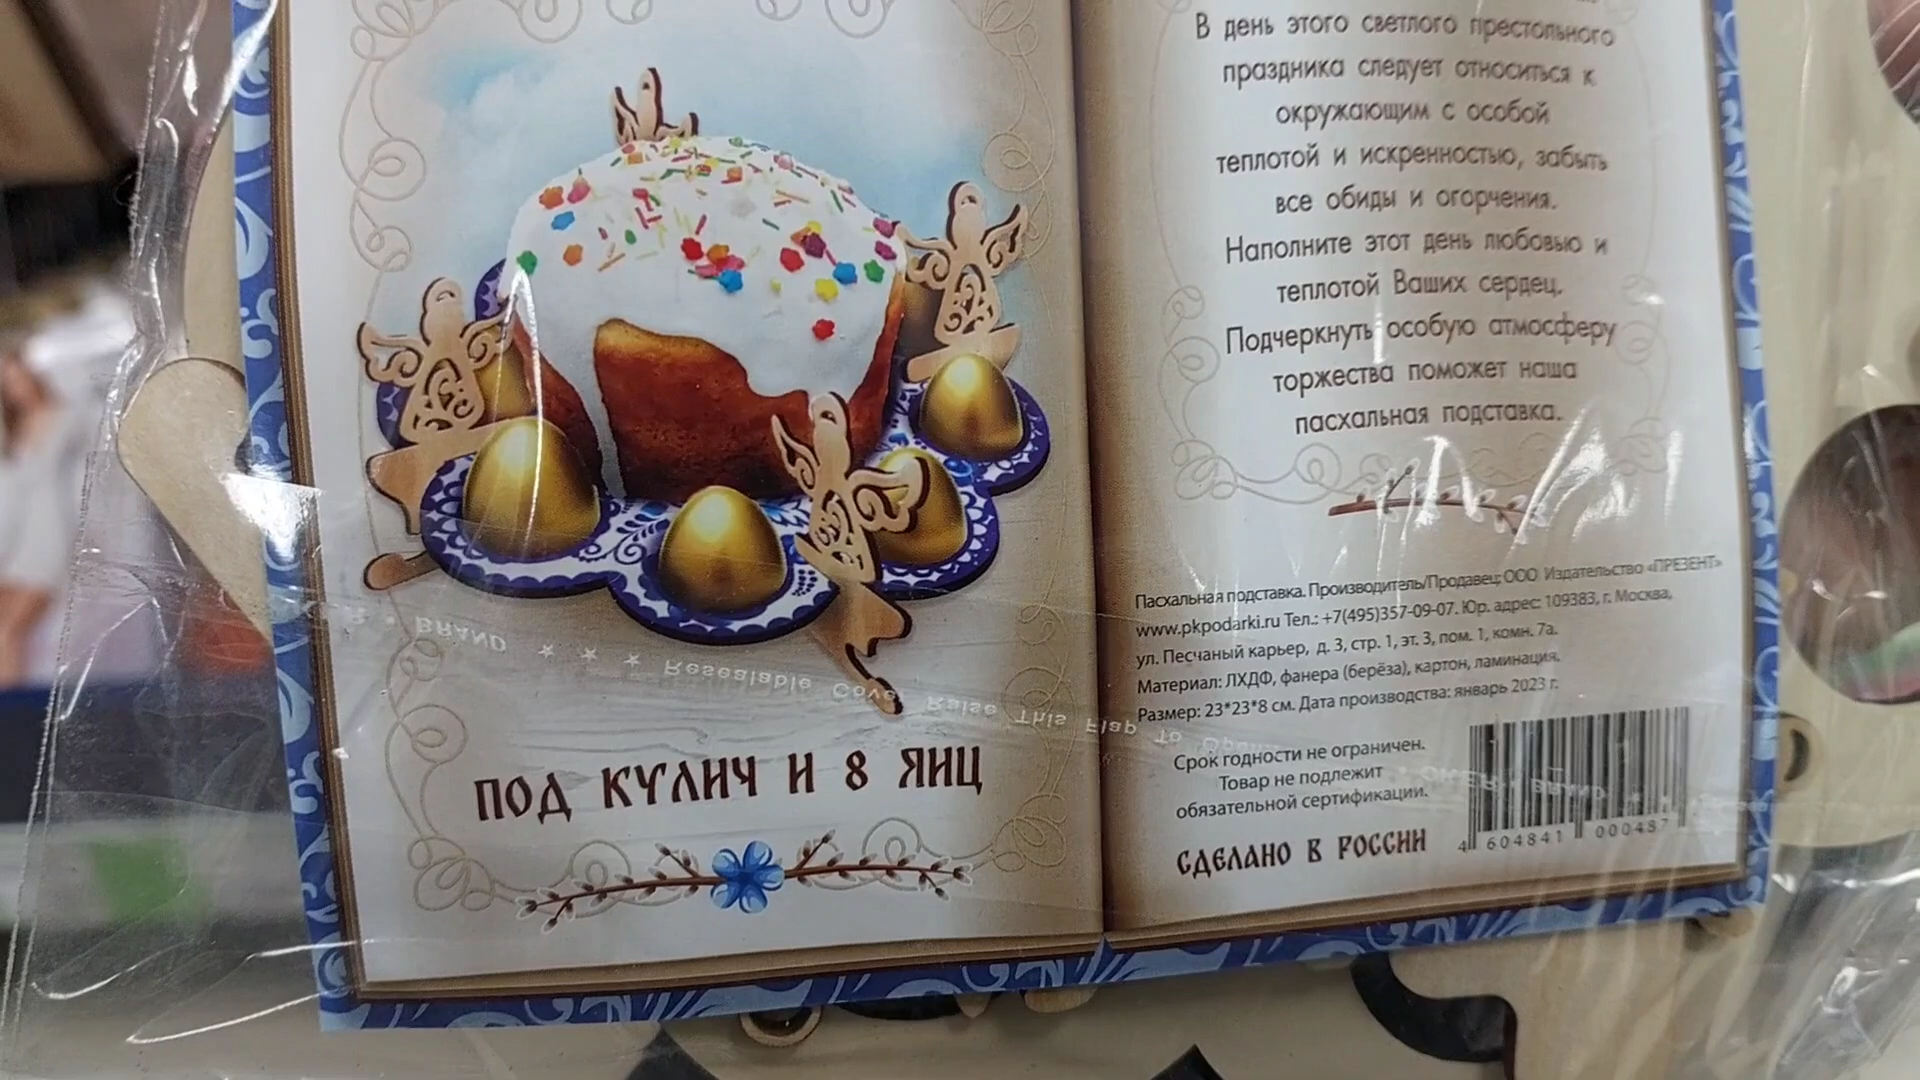 ПОД КУЛИЧ И 8 ЯИЦ
В день этого светлого престольного
праздника следует относиться к
окружающим с особой
теплотой и искренностью, забыть
все обиды и огорчения.
Наполните этот день любовью и
теплотой Ваших сердец.
Подчеркнуть особую атмосферу
торжества поможет наша
пасхальная подставка.
Пасхальная подставка. Производитель/Продавец: ООО Издательство «ПРЕЗЕНТ»
www.pkpodarki.ru Тел.: +7(495)357-09-07. Юр. адрес: 109383, г. Москва,
ул. Песчаный карьер, д. 3, стр. 1, эт. 3, пом. 1, комн. 7а.
Материал: ЛХДФ, фанера (берёза), картон, ламинация.
Размер: 23*23*8 см. Дата производства: январь 2023 г.
Срок годности не ограничен.
Товар не подлежит
обязательной сертификации.
СДЕЛАНО В РОССИИ
4 604841 000487
BRAND ★ ★ ★ Resealable Cover Raise This Flap To Open